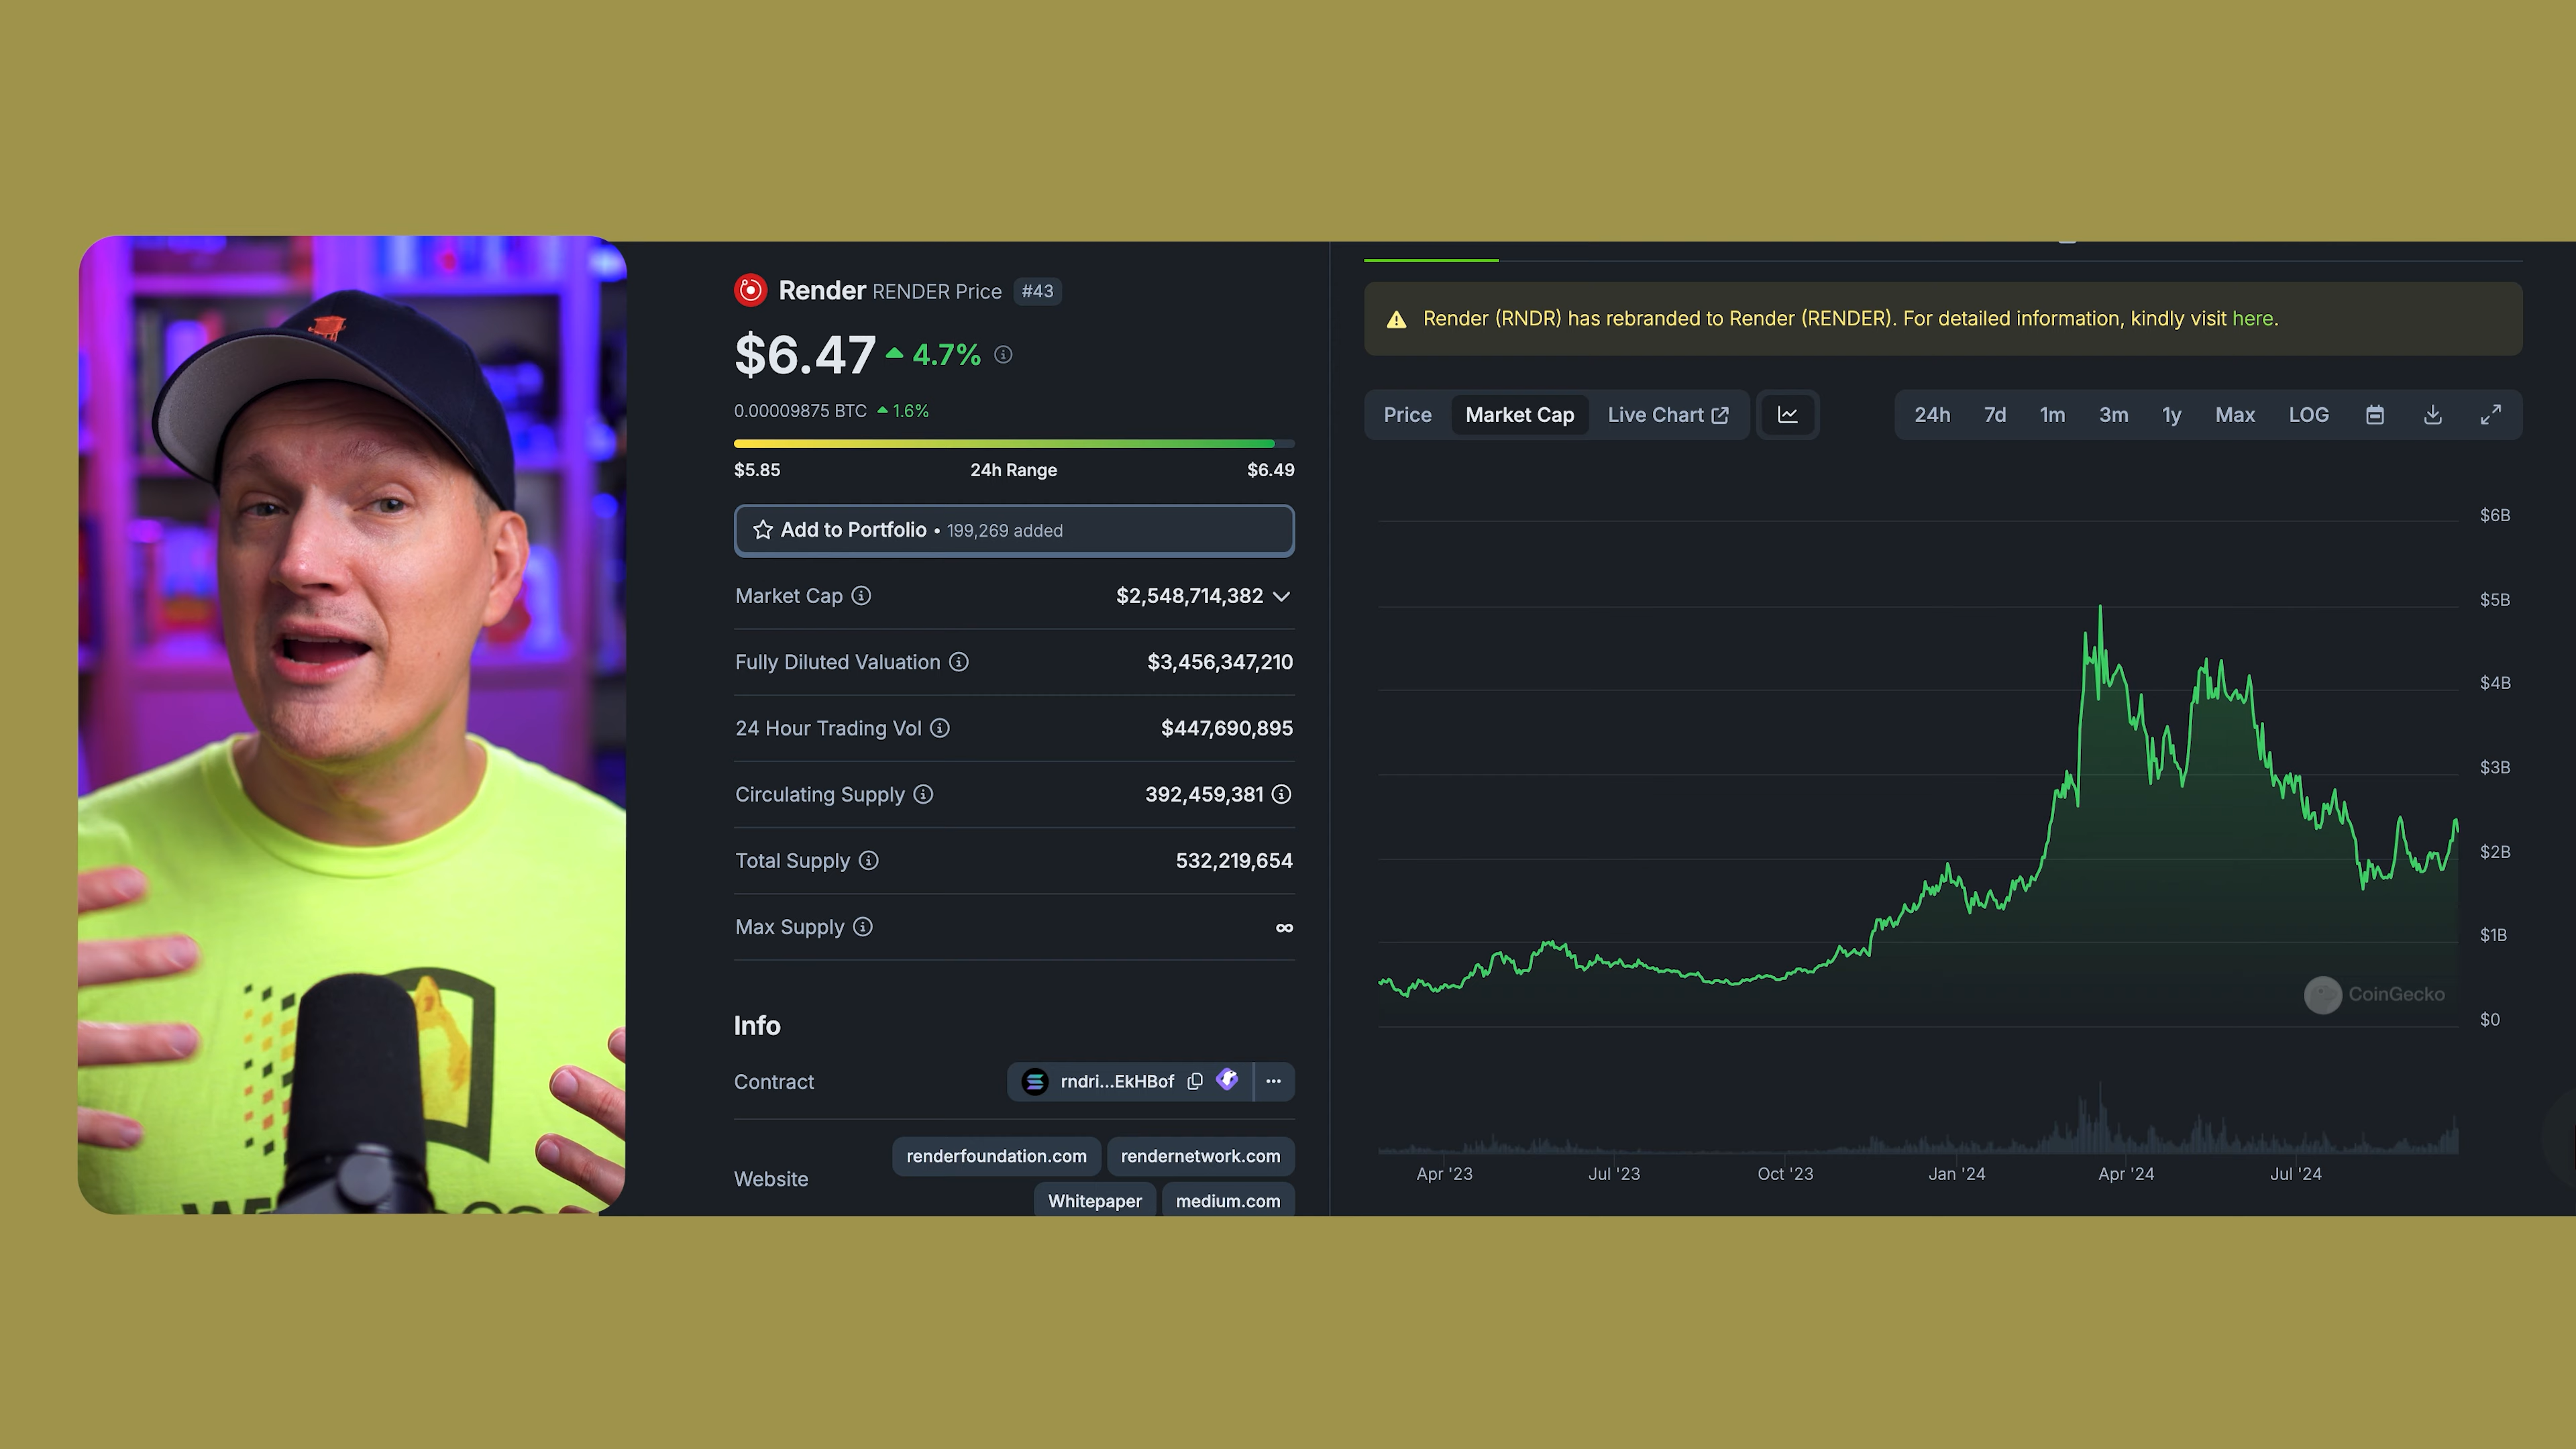 Render RENDER Price #43
$6.47 4.7%
0.00009875 BTC 1.6%
$5.85 24h Range $6.49
Add to Portfolio • 199,269 added
Market Cap $2,548,714,382
Fully Diluted Valuation $3,456,347,210
24 Hour Trading Vol $447,690,895
Circulating Supply 392,459,381
Total Supply 532,219,654
Max Supply ∞
Info
Contract rndri...EkHBof
Website renderfoundation.com rendernetwork.com
Whitepaper medium.com
Render (RNDR) has rebranded to Render (RENDER). For detailed information, kindly visit here.
Price Market Cap Live Chart 24h 7d 1m 3m 1y Max LOG
$6B
$5B
$4B
$3B
$2B
$1B
$0
CoinGecko
Apr '23 Jul '23 Oct '23 Jan '24 Apr '24 Jul '24